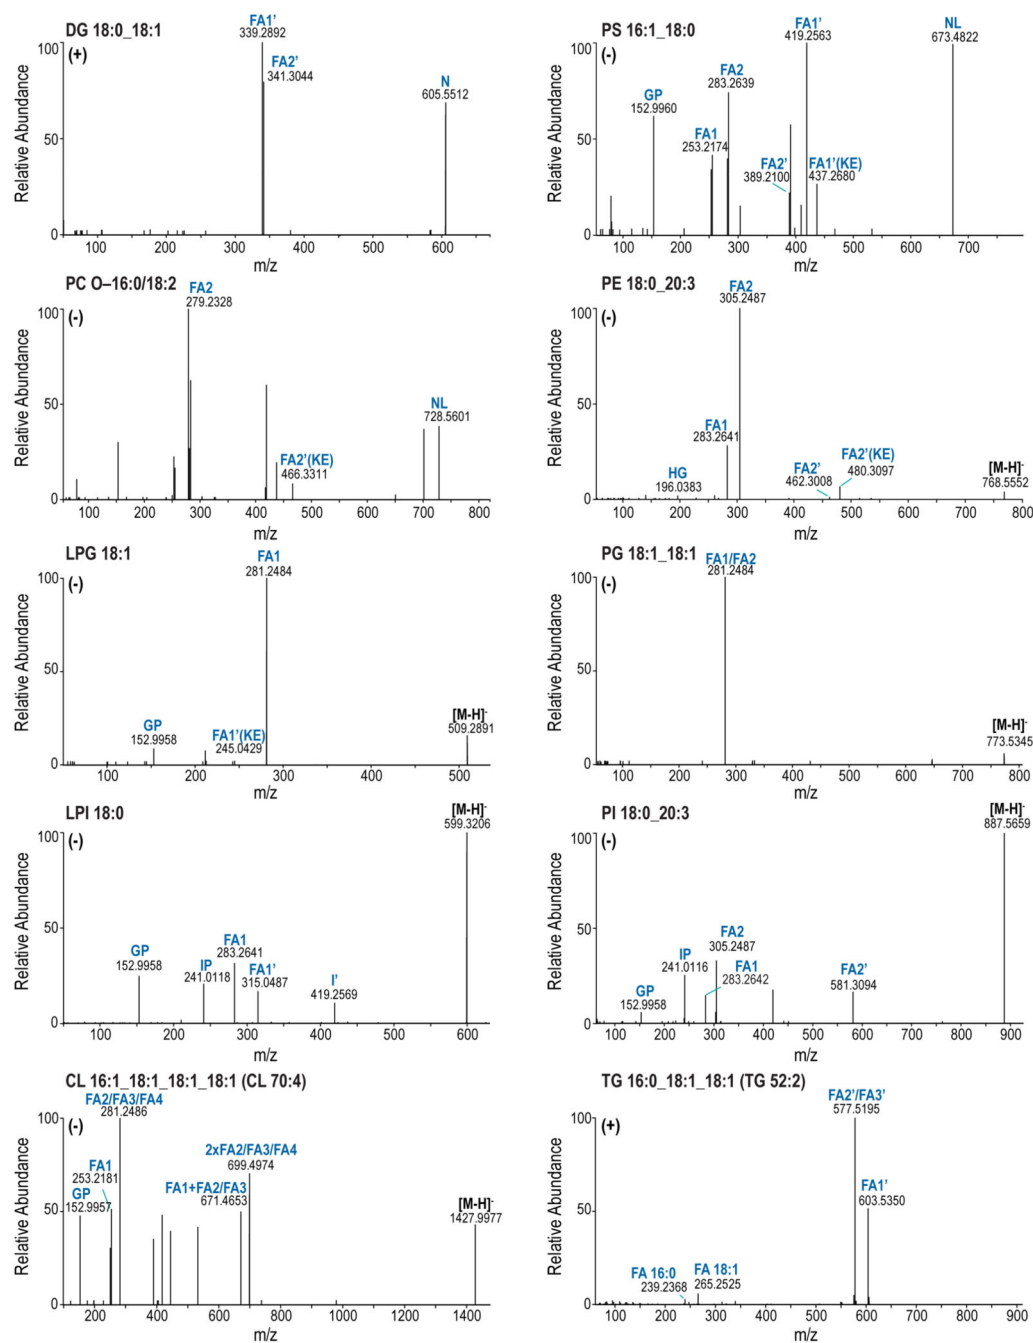 DG 18:0_18:1
(+)
Relative Abundance
100
50
0
FA1'
339.2892
FA2'
341.3044
N
605.5512
100 200 300 400 500 600
m/z
PS 16:1_18:0
(-)
Relative Abundance
100
50
0
GP
152.9960
FA1
253.2174
FA2
283.2639
FA1'
419.2563
FA2'
389.2100
FA1'(KE)
437.2680
NL
673.4822
100 200 300 400 500 600 700
m/z
PC O–16:0/18:2
(-)
Relative Abundance
100
50
0
FA2
279.2328
FA2'(KE)
466.3311
NL
728.5601
100 200 300 400 500 600 700 800
m/z
PE 18:0_20:3
(-)
Relative Abundance
100
50
0
FA2
305.2487
FA1
283.2641
HG
196.0383
FA2'
462.3008
FA2'(KE)
480.3097
[M-H]-
768.5552
100 200 300 400 500 600 700 800
m/z
LPG 18:1
(-)
Relative Abundance
100
50
0
FA1
281.2484
GP
152.9958
FA1'(KE)
245.0429
[M-H]-
509.2891
100 200 300 400 500
m/z
PG 18:1_18:1
(-)
Relative Abundance
100
50
0
FA1/FA2
281.2484
[M-H]-
773.5345
100 200 300 400 500 600 700 800
m/z
LPI 18:0
(-)
Relative Abundance
100
50
0
GP
152.9958
IP
241.0118
FA1
283.2641
FA1'
315.0487
I'
419.2569
[M-H]-
599.3206
100 200 300 400 500 600
m/z
PI 18:0_20:3
(-)
Relative Abundance
100
50
0
GP
152.9958
IP
241.0116
FA2
305.2487
FA1
283.2642
FA2'
581.3094
[M-H]-
887.5659
100 200 300 400 500 600 700 800 900
m/z
CL 16:1_18:1_18:1_18:1 (CL 70:4)
(-)
Relative Abundance
100
50
0
FA2/FA3/FA4
281.2486
FA1
253.2181
GP
152.9957
2xFA2/FA3/FA4
699.4974
FA1+FA2/FA3
671.4653
[M-H]-
1427.9977
200 400 600 800 1000 1200 1400
m/z
TG 16:0_18:1_18:1 (TG 52:2)
(+)
Relative Abundance
100
50
0
FA2'/FA3'
577.5195
FA1'
603.5350
FA 16:0
239.2368
FA 18:1
265.2525
100 200 300 400 500 600 700 800 900
m/z